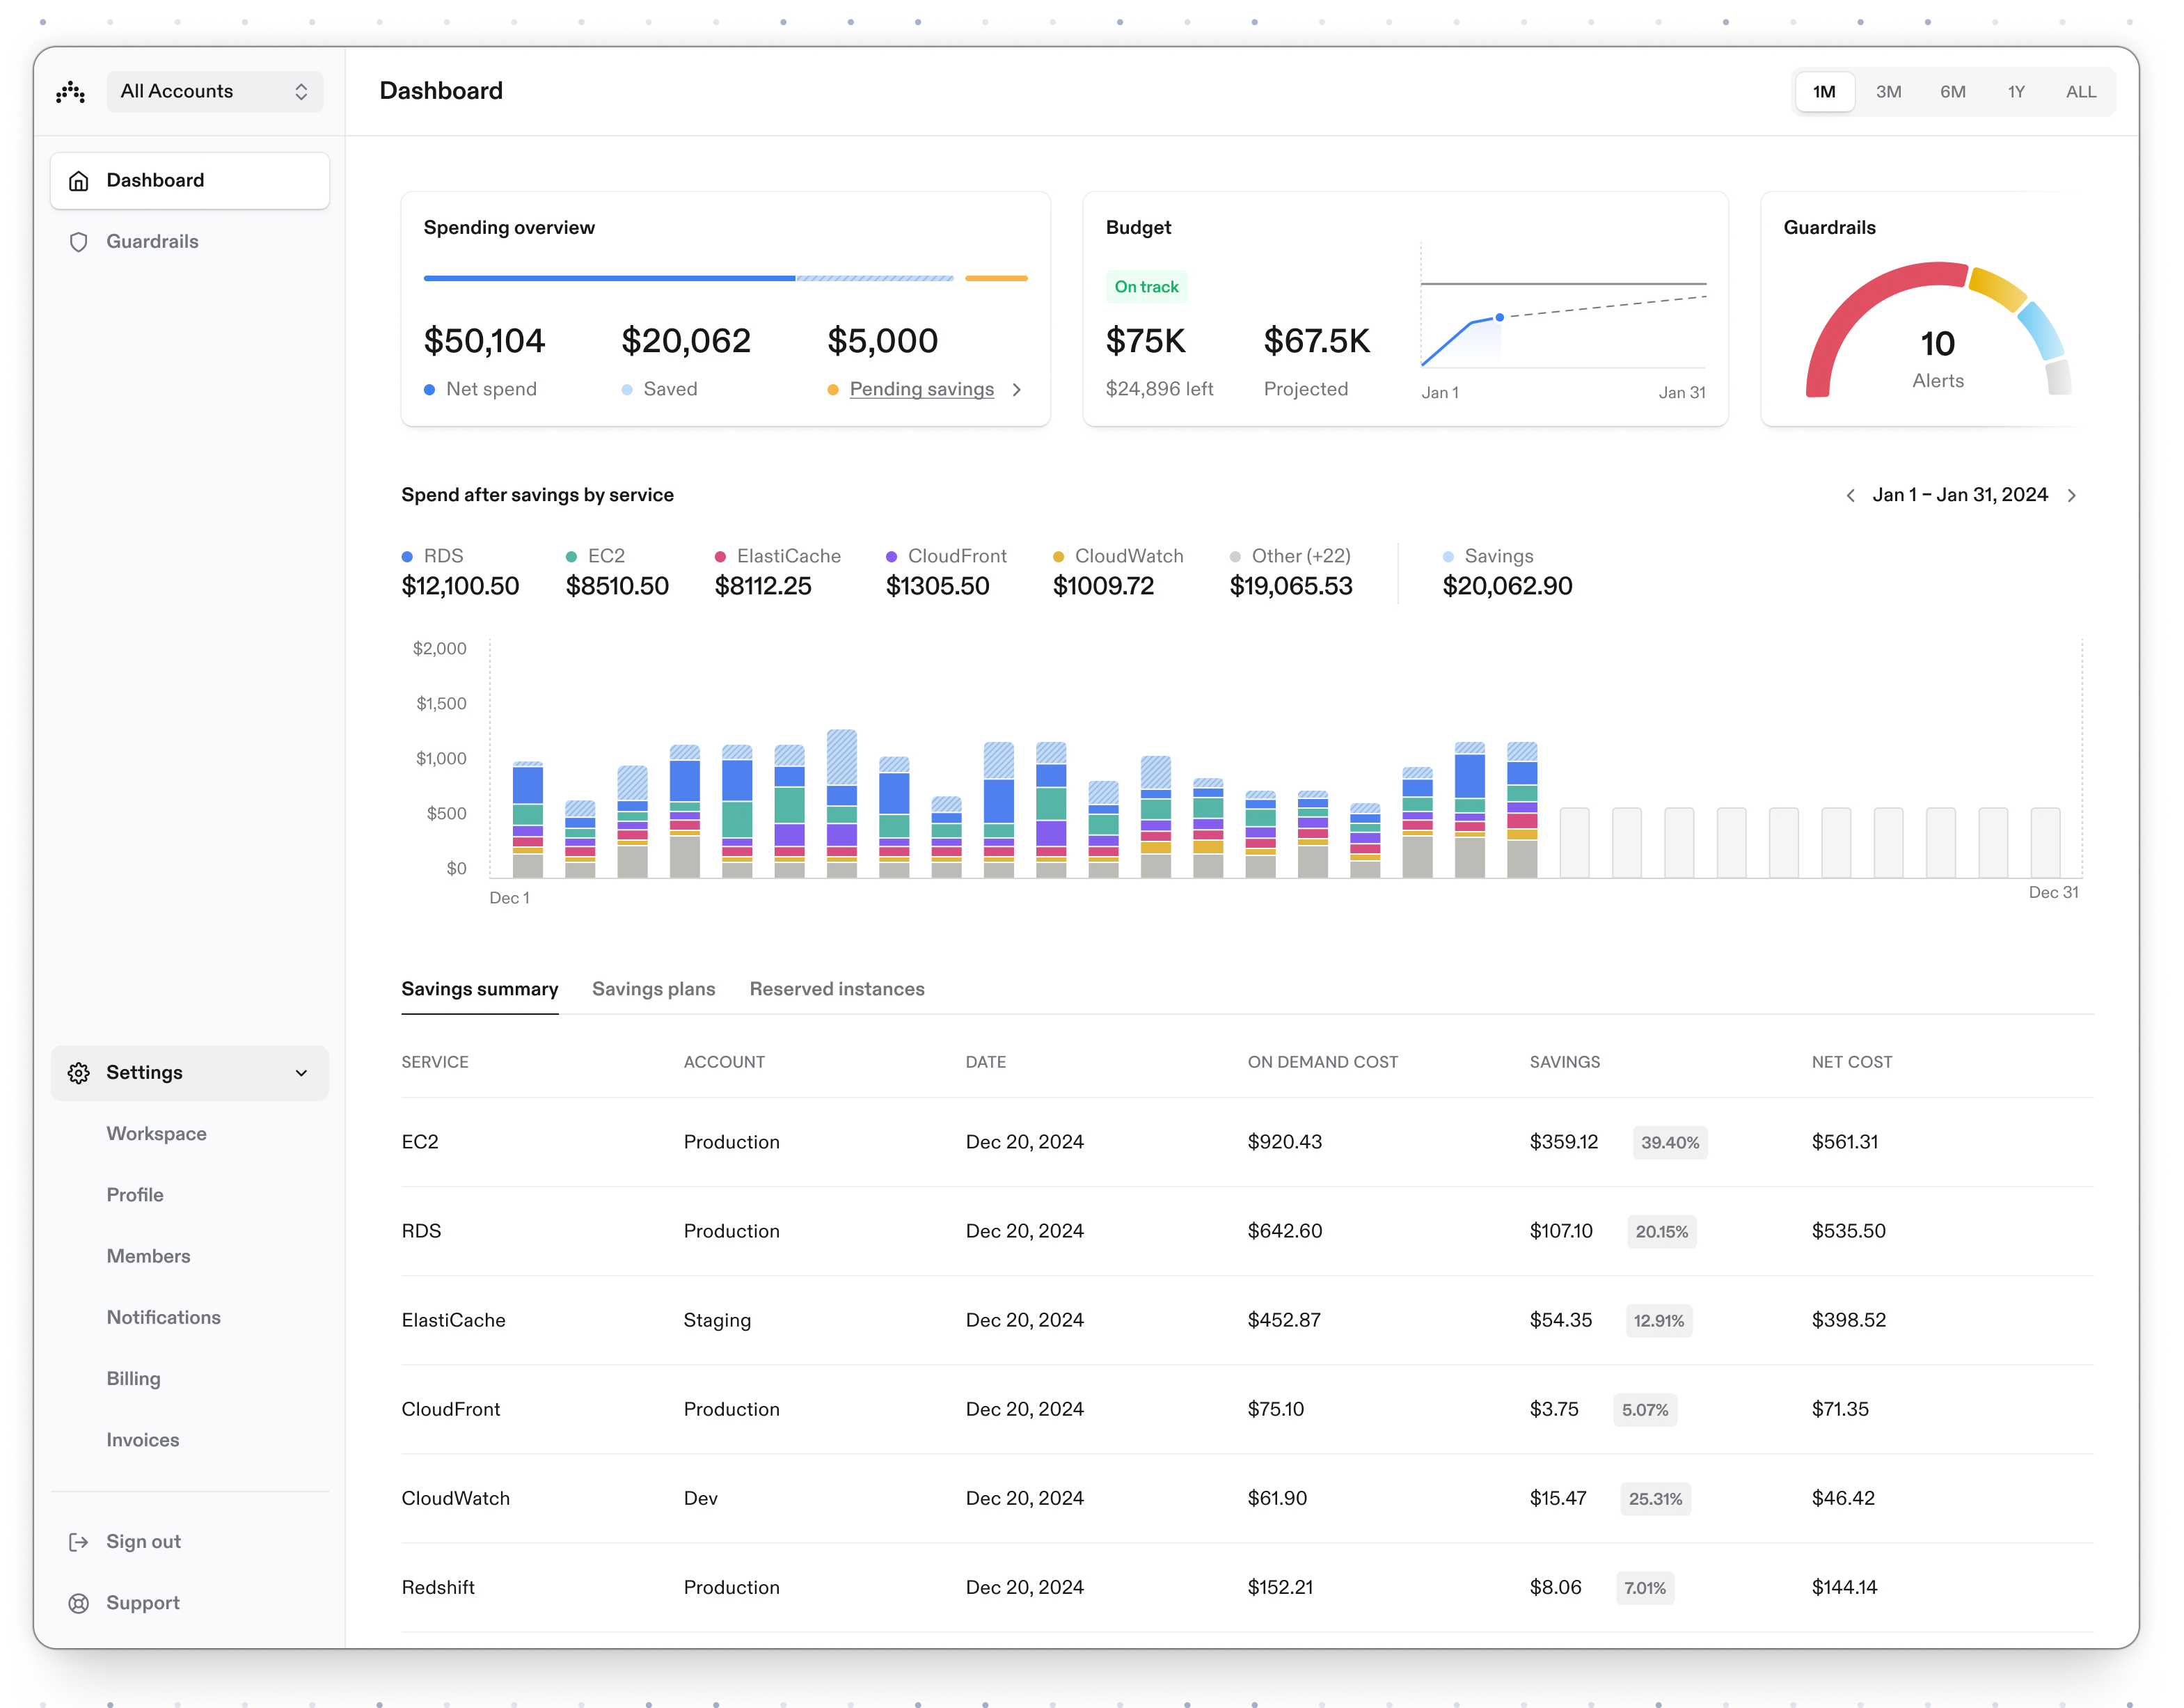 All Accounts
Dashboard
1M 3M 6M 1Y ALL
Dashboard
Guardrails
Settings
Workspace
Profile
Members
Notifications
Billing
Invoices
Sign out
Support
Spending overview
$50,104 $20,062 $5,000
Net spend Saved Pending savings
Budget
On track
$75K $67.5K
$24,896 left Projected
Jan 1 Jan 31
Guardrails
10
Alerts
Spend after savings by service
Jan 1 – Jan 31, 2024
RDS EC2 ElastiCache CloudFront CloudWatch Other (+22) Savings
$12,100.50 $8510.50 $8112.25 $1305.50 $1009.72 $19,065.53 $20,062.90
$2,000
$1,500
$1,000
$500
$0
Dec 1 Dec 31
Savings summary Savings plans Reserved instances
SERVICE ACCOUNT DATE ON DEMAND COST SAVINGS NET COST
EC2 Production Dec 20, 2024 $920.43 $359.12 39.40% $561.31
RDS Production Dec 20, 2024 $642.60 $107.10 20.15% $535.50
ElastiCache Staging Dec 20, 2024 $452.87 $54.35 12.91% $398.52
CloudFront Production Dec 20, 2024 $75.10 $3.75 5.07% $71.35
CloudWatch Dev Dec 20, 2024 $61.90 $15.47 25.31% $46.42
Redshift Production Dec 20, 2024 $152.21 $8.06 7.01% $144.14